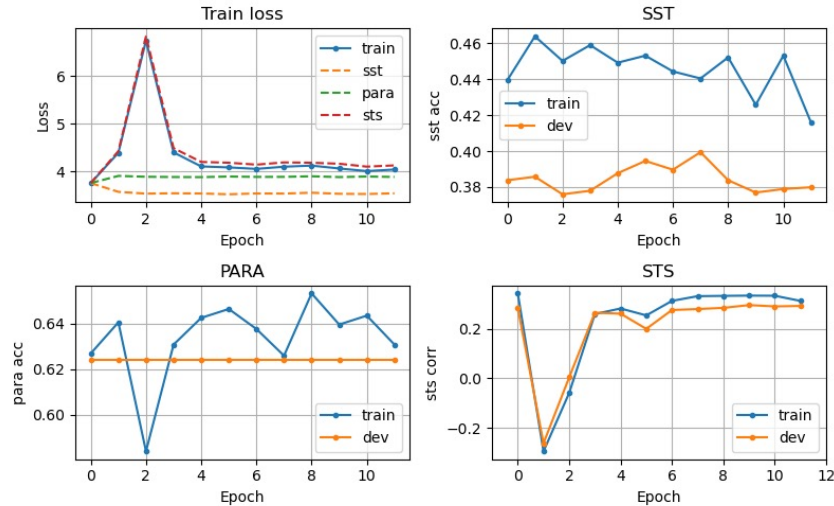 Train loss
Loss
6
5
4
train
sst
para
sts
0 2 4 6 8 10
Epoch
SST
sst acc
0.46
0.44
0.42
0.40
0.38
train
dev
0 2 4 6 8 10
Epoch
PARA
para acc
0.64
0.62
0.60
train
dev
0 2 4 6 8 10
Epoch
STS
sts corr
0.2
0.0
−0.2
train
dev
0 2 4 6 8 10 12
Epoch